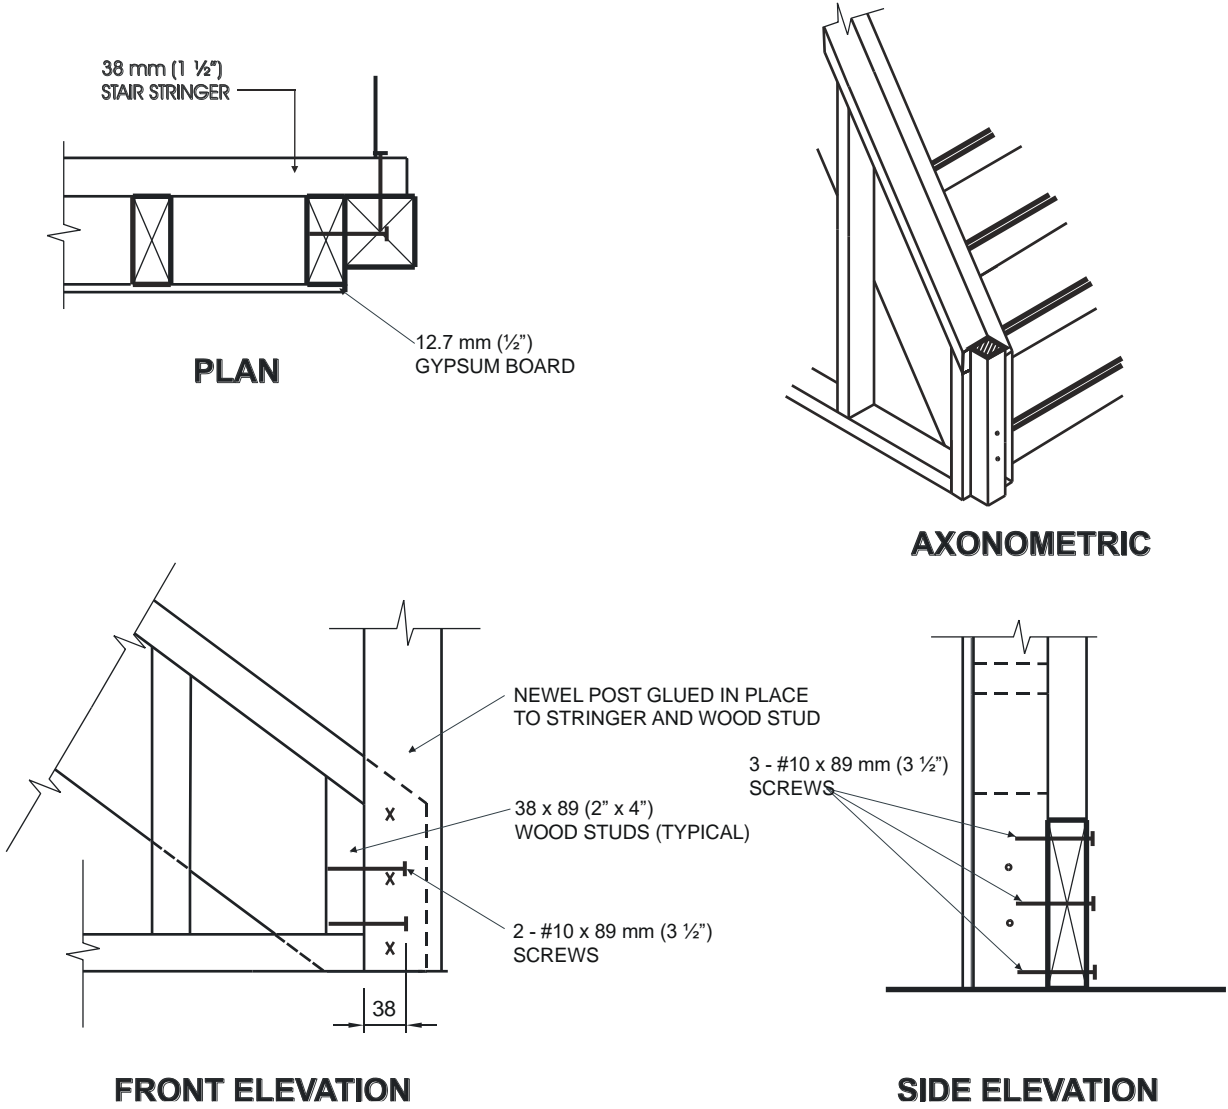 38 mm (1 ½”)
STAIR STRINGER
12.7 mm (½”)
GYPSUM BOARD
PLAN
AXONOMETRIC
NEWEL POST GLUED IN PLACE
TO STRINGER AND WOOD STUD
38 x 89 (2” x 4”)
WOOD STUDS (TYPICAL)
2 - #10 x 89 mm (3 ½”)
SCREWS
38
FRONT ELEVATION
3 - #10 x 89 mm (3 ½”)
SCREWS
SIDE ELEVATION